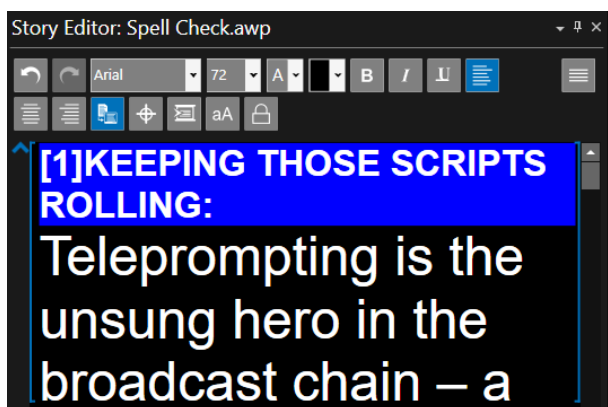 Story Editor: Spell Check.awp
Arial 72 A B I U
aA
[1]KEEPING THOSE SCRIPTS
ROLLING:
Teleprompting is the
unsung hero in the
broadcast chain – a